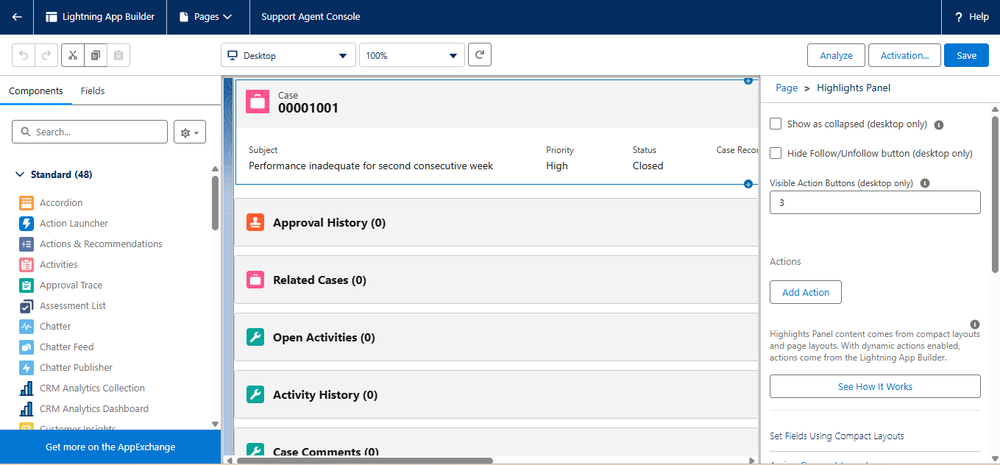 Lightning App Builder
Pages
Support Agent Console
? Help
Desktop
100%
Analyze
Activation...
Save
Components
Fields
Search...
Standard (48)
Accordion
Action Launcher
Actions & Recommendations
Activities
Approval Trace
Assessment List
Chatter
Chatter Feed
Chatter Publisher
CRM Analytics Collection
CRM Analytics Dashboard
Customer Insights
Get more on the AppExchange
Case
00001001
Subject
Priority
Status
Case Recor
Performance inadequate for second consecutive week
High
Closed
Approval History (0)
Related Cases (0)
Open Activities (0)
Activity History (0)
Case Comments (0)
Page > Highlights Panel
Show as collapsed (desktop only)
Hide Follow/Unfollow button (desktop only)
Visible Action Buttons (desktop only)
3
Actions
Add Action
Highlights Panel content comes from compact layouts
and page layouts. With dynamic actions enabled,
actions come from the Lightning App Builder.
See How It Works
Set Fields Using Compact Layouts